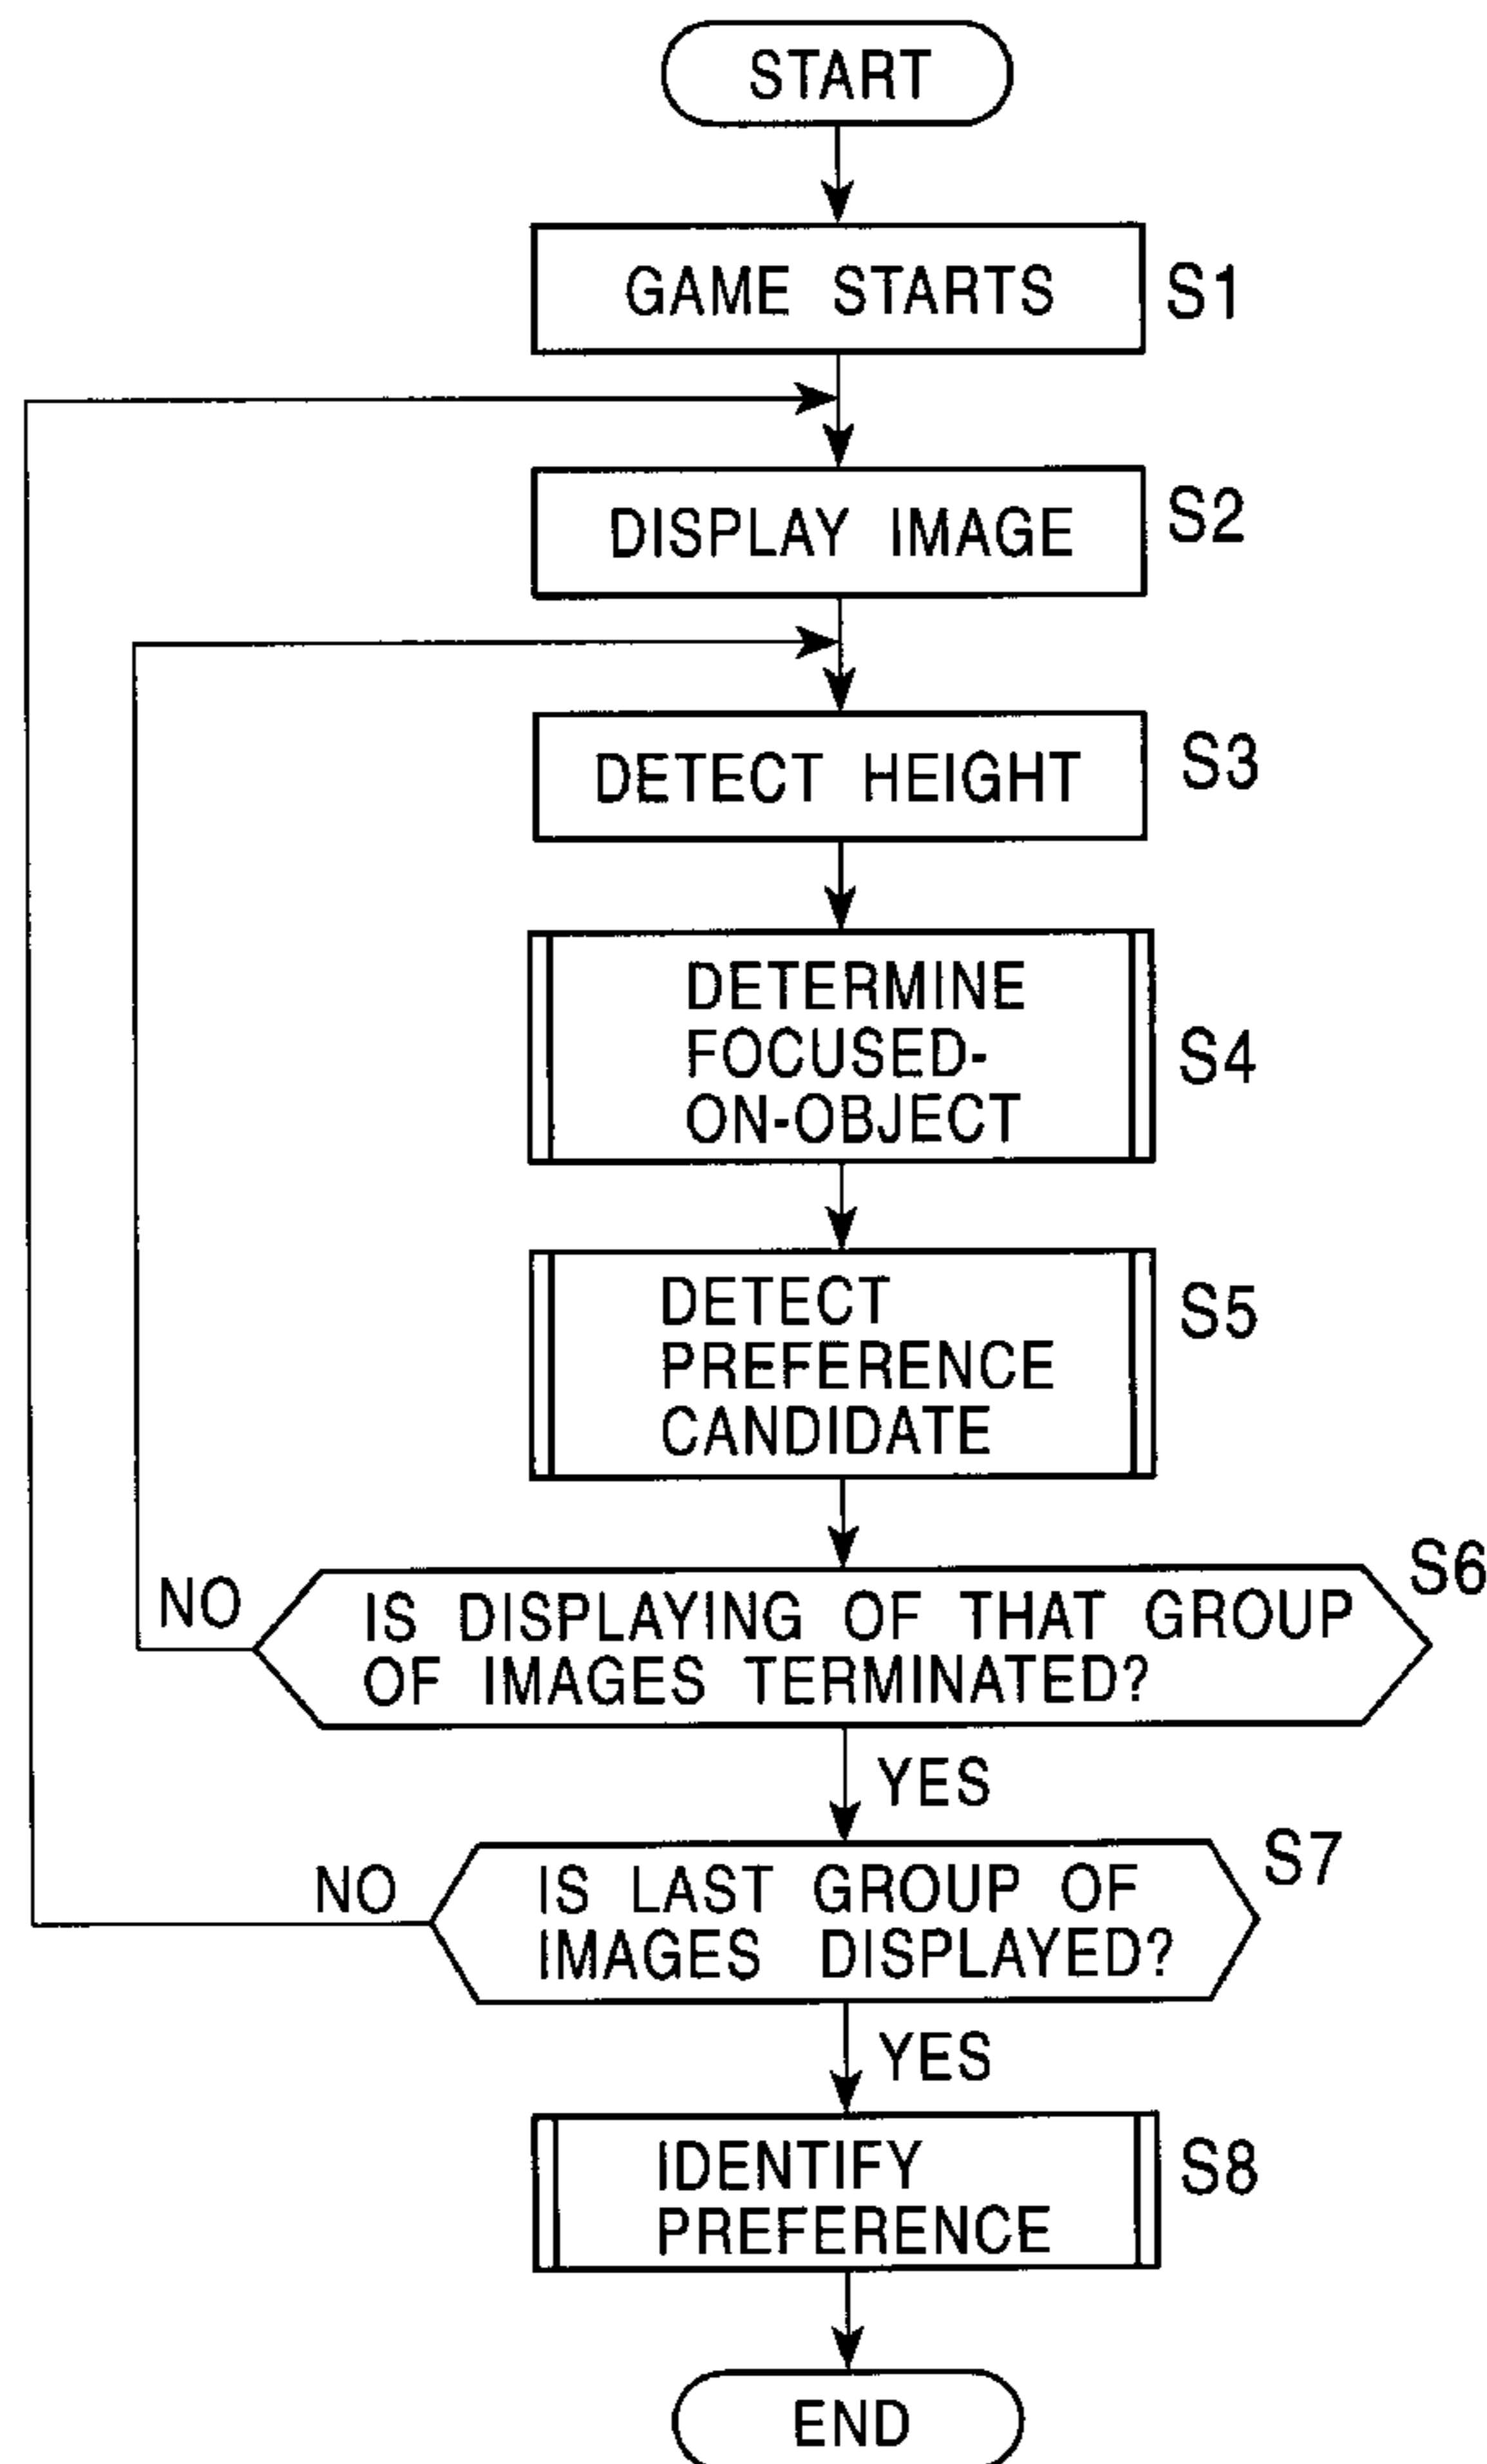 START
GAME STARTS
S1
DISPLAY IMAGE
S2
DETECT HEIGHT
S3
DETERMINE
FOCUSED-
ON-OBJECT
S4
DETECT
PREFERENCE
CANDIDATE
S5
S6
NO
IS DISPLAYING OF THAT GROUP
OF IMAGES TERMINATED?
YES
S7
NO
IS LAST GROUP OF
IMAGES DISPLAYED?
YES
IDENTIFY
PREFERENCE
S8
END